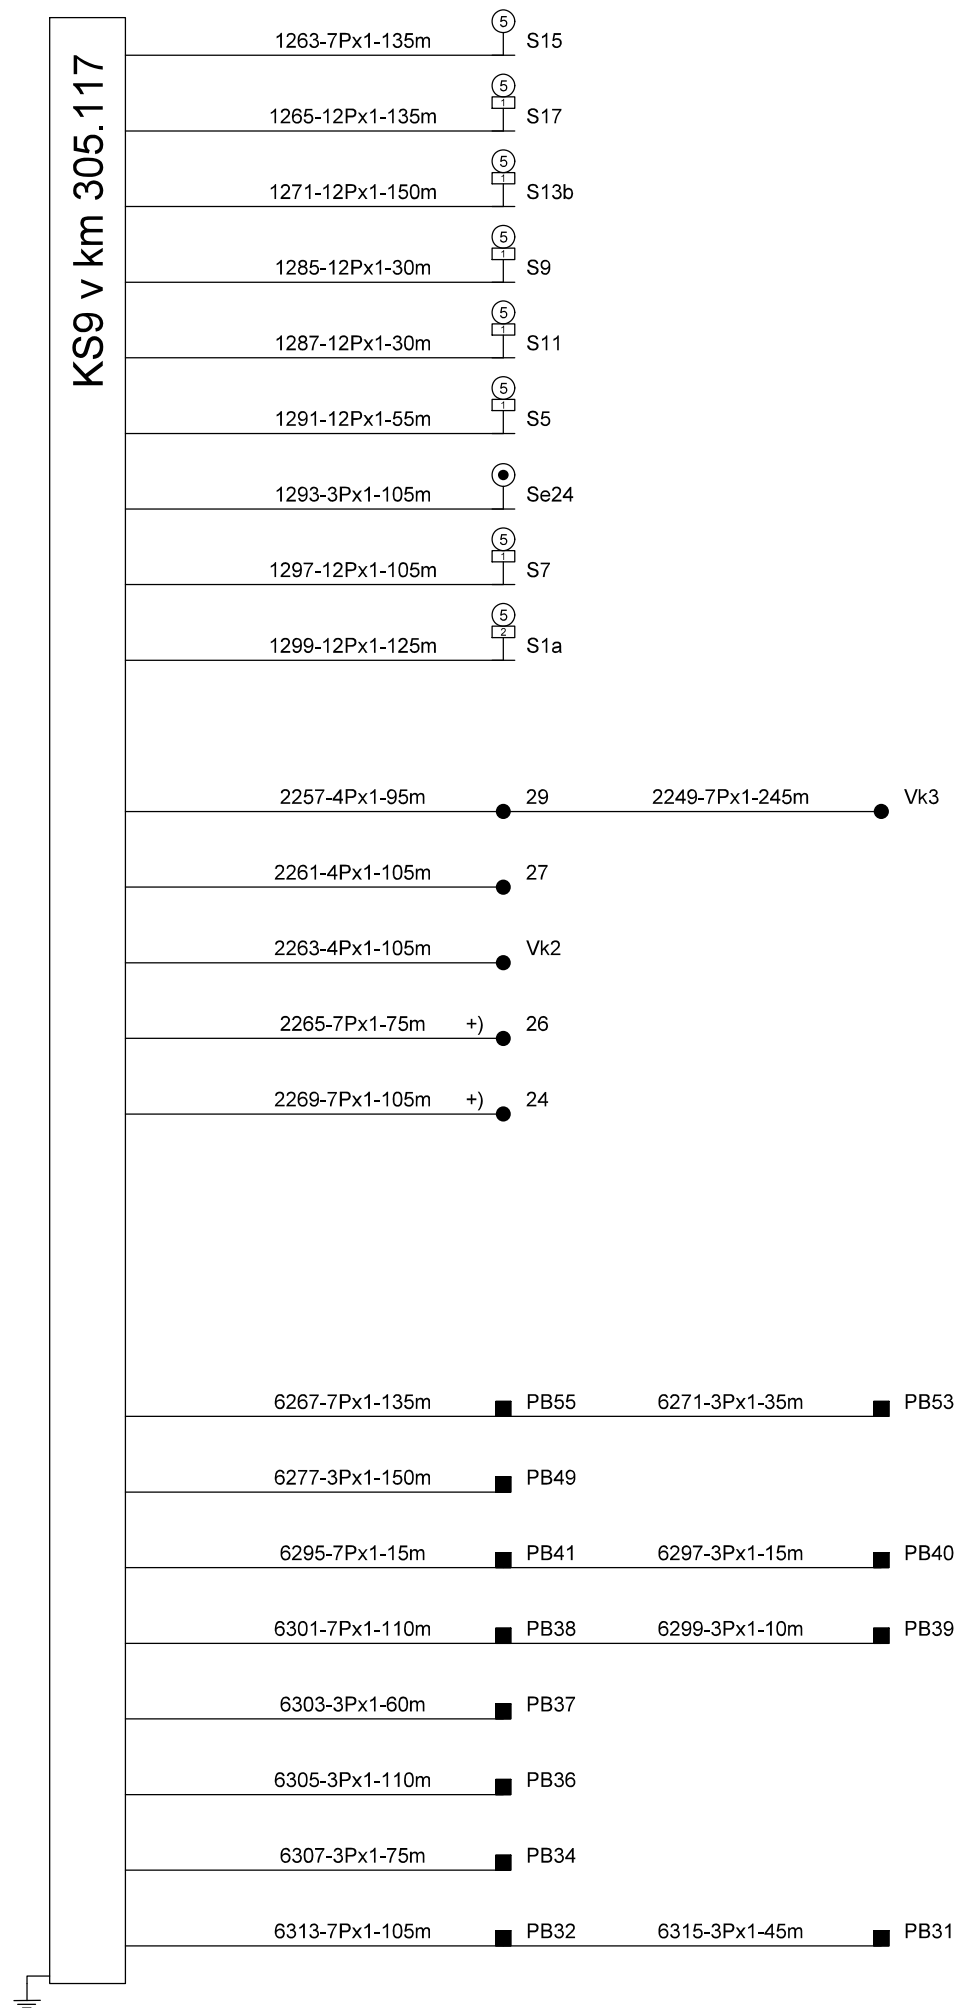 KS9 v km 305.117
5
1263-7Px1-135m S15
5
1
1265-12Px1-135m S17
5
1
1271-12Px1-150m S13b
5
1
1285-12Px1-30m S9
5
1
1287-12Px1-30m S11
5
1
1291-12Px1-55m S5
1293-3Px1-105m Se24
5
1
1297-12Px1-105m S7
5
2
1299-12Px1-125m S1a
2257-4Px1-95m 29 2249-7Px1-245m Vk3
2261-4Px1-105m 27
2263-4Px1-105m Vk2
2265-7Px1-75m +) 26
2269-7Px1-105m +) 24
6267-7Px1-135m PB55 6271-3Px1-35m PB53
6277-3Px1-150m PB49
6295-7Px1-15m PB41 6297-3Px1-15m PB40
6301-7Px1-110m PB38 6299-3Px1-10m PB39
6303-3Px1-60m PB37
6305-3Px1-110m PB36
6307-3Px1-75m PB34
6313-7Px1-105m PB32 6315-3Px1-45m PB31